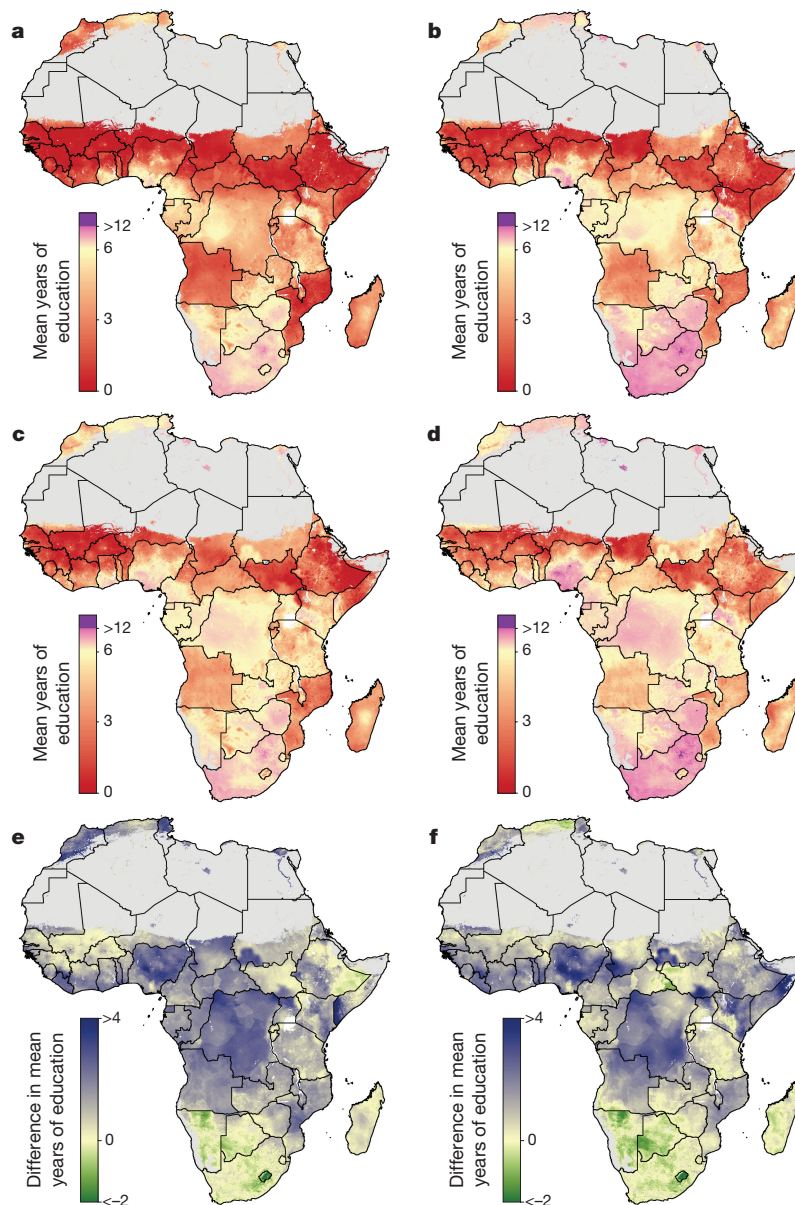 a
b
>12
6
3
0
Mean years of
education
>12
6
3
0
Mean years of
education
c
d
>12
6
3
0
Mean years of
education
>12
6
3
0
Mean years of
education
e
f
>4
0
<–2
Difference in mean
years of education
>4
0
<–2
Difference in mean
years of education